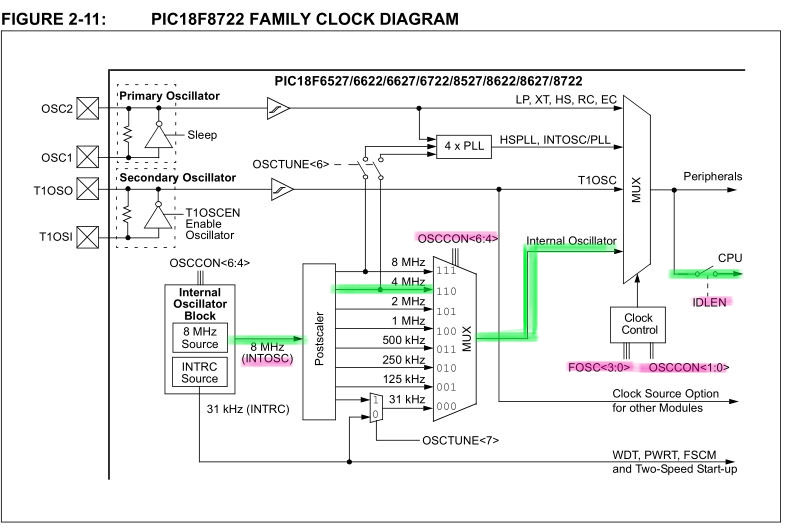 FIGURE 2-11: PIC18F8722 FAMILY CLOCK DIAGRAM
PIC18F6527/6622/6627/6722/8527/8622/8627/8722
Primary Oscillator
OSC2
Sleep
OSC1
LP, XT, HS, RC, EC
4 x PLL
HSPLL, INTOSC/PLL
OSCTUNE<6>
Secondary Oscillator
T1OSO
T1OSC
T1OSCEN
Enable
Oscillator
T1OSI
MUX
Peripherals
OSCCON<6:4>
Internal Oscillator
CPU
IDLEN
OSCCON<6:4>
Internal
Oscillator
Block
8 MHz
Source
INTRC
Source
8 MHz
(INTOSC)
31 kHz (INTRC)
Postscaler
8 MHz
4 MHz
2 MHz
1 MHz
500 kHz
250 kHz
125 kHz
31 kHz
1
0
111
110
101
100
011
010
001
000
MUX
OSCTUNE<7>
Clock
Control
FOSC<3:0> OSCCON<1:0>
Clock Source Option
for other Modules
WDT, PWRT, FSCM
and Two-Speed Start-up